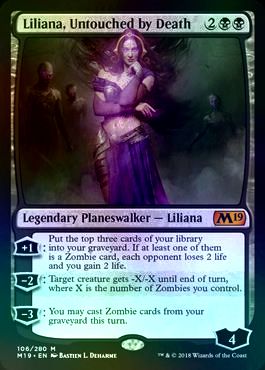 Liliana, Untouched by Death 2
Legendary Planeswalker — Liliana M19
+1: Put the top three cards of your library
into your graveyard. If at least one of them
is a Zombie card, each opponent loses 2 life
and you gain 2 life.
-2: Target creature gets -X/-X until end of turn,
where X is the number of Zombies you control.
-3: You may cast Zombie cards from your
graveyard this turn.
4
106/280 M
M19 • EN BASTIEN L. DEHARME ™ & © 2018 Wizards of the Coast